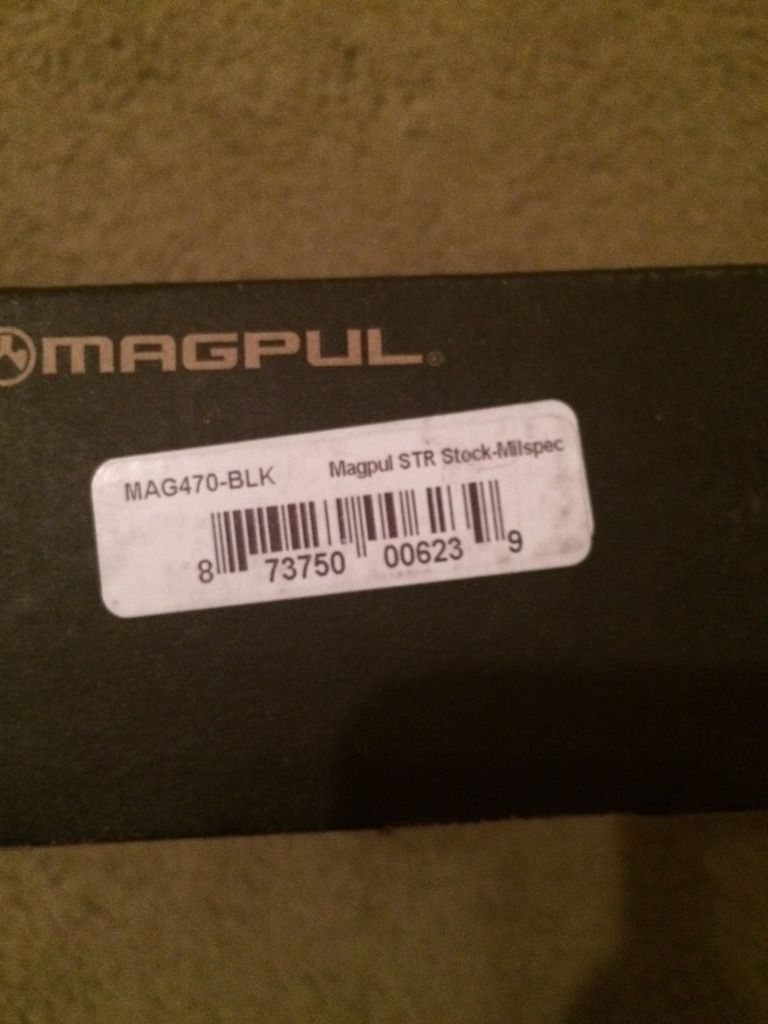 MAGPUL®
MAG470-BLK Magpul STR Stock-Milspec
8 73750 00623 9